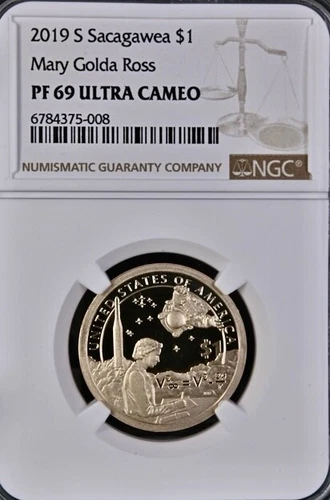 2019 S Sacagawea $1
Mary Golda Ross
PF 69 ULTRA CAMEO
6784375-008
NUMISMATIC GUARANTY COMPANY
NGC®
UNITED STATES OF AMERICA
$1